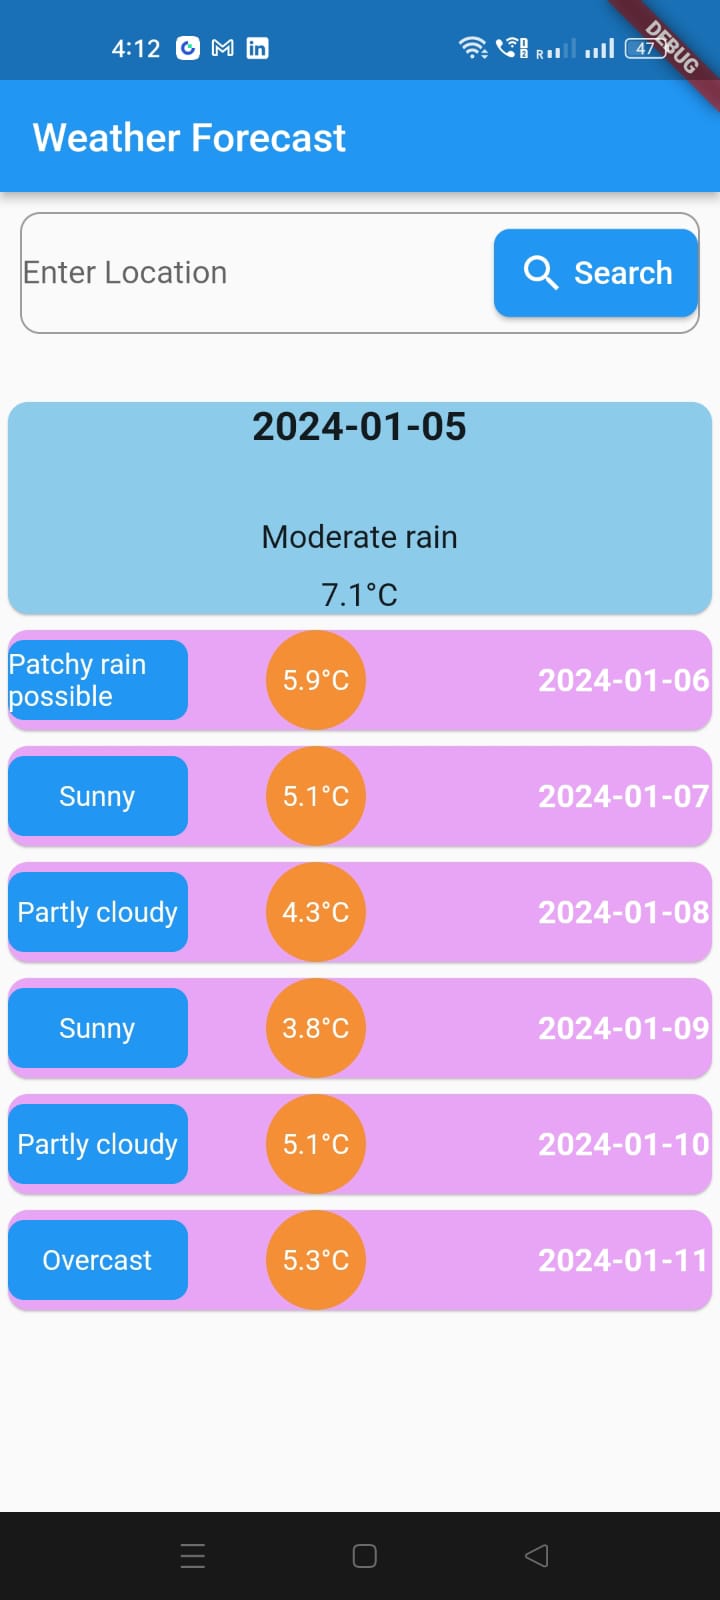 4:12
R
47
DEBUG
Weather Forecast
Enter Location
Search
2024-01-05
Moderate rain
7.1°C
Patchy rain
possible
5.9°C
2024-01-06
Sunny
5.1°C
2024-01-07
Partly cloudy
4.3°C
2024-01-08
Sunny
3.8°C
2024-01-09
Partly cloudy
5.1°C
2024-01-10
Overcast
5.3°C
2024-01-11